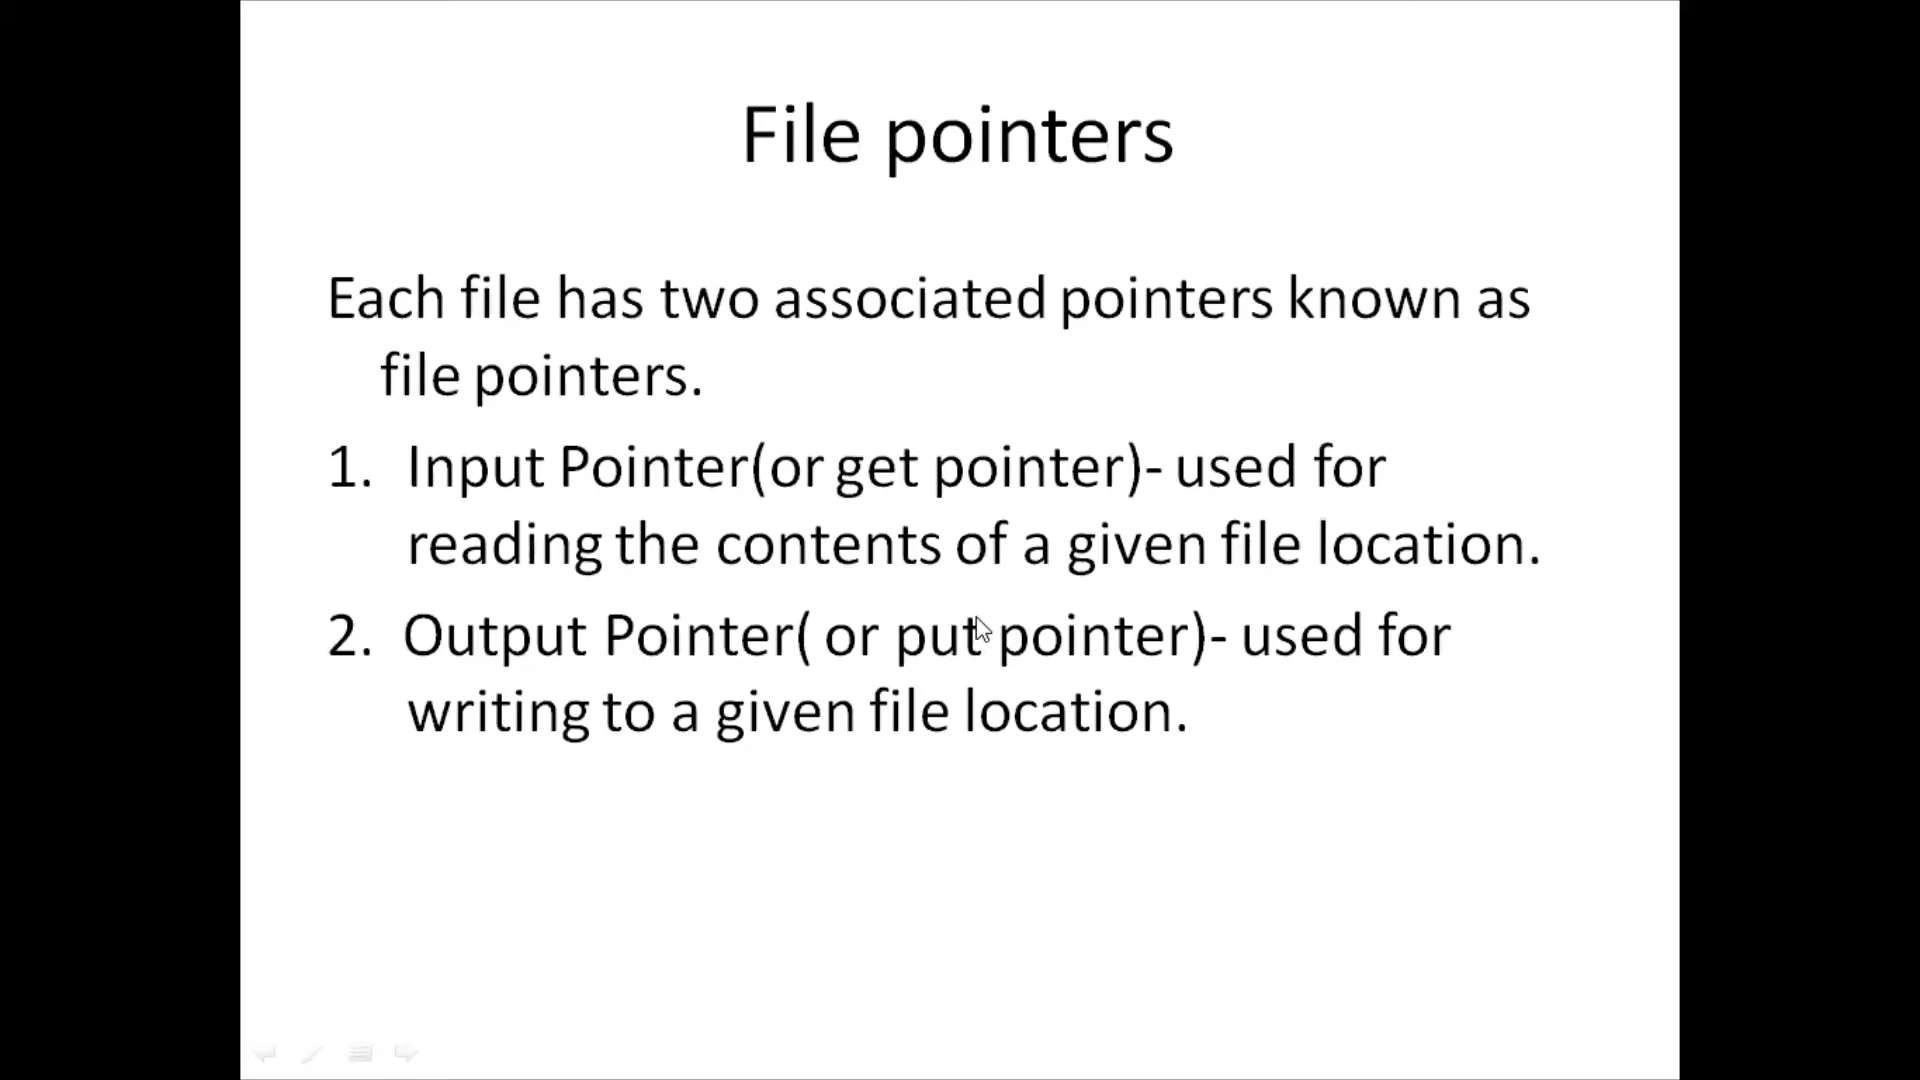 File pointers
Each file has two associated pointers known as
file pointers.
1. Input Pointer(or get pointer)- used for
reading the contents of a given file location.
2. Output Pointer( or put pointer)- used for
writing to a given file location.